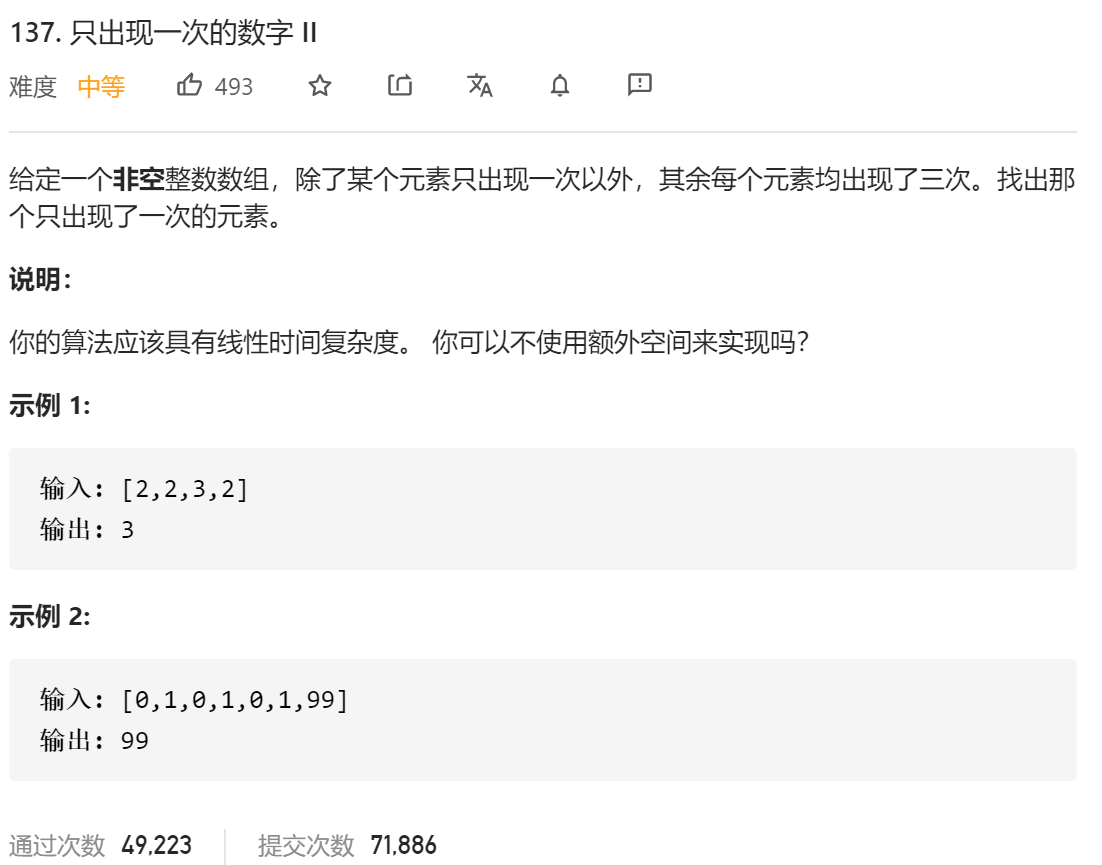 137. 只出现一次的数字 II
难度 中等 493
给定一个非空整数数组，除了某个元素只出现一次以外，其余每个元素均出现了三次。找出那
个只出现了一次的元素。
说明：
你的算法应该具有线性时间复杂度。 你可以不使用额外空间来实现吗？
示例 1:
输入: [2,2,3,2]
输出: 3
示例 2:
输入: [0,1,0,1,0,1,99]
输出: 99
通过次数 49,223 提交次数 71,886